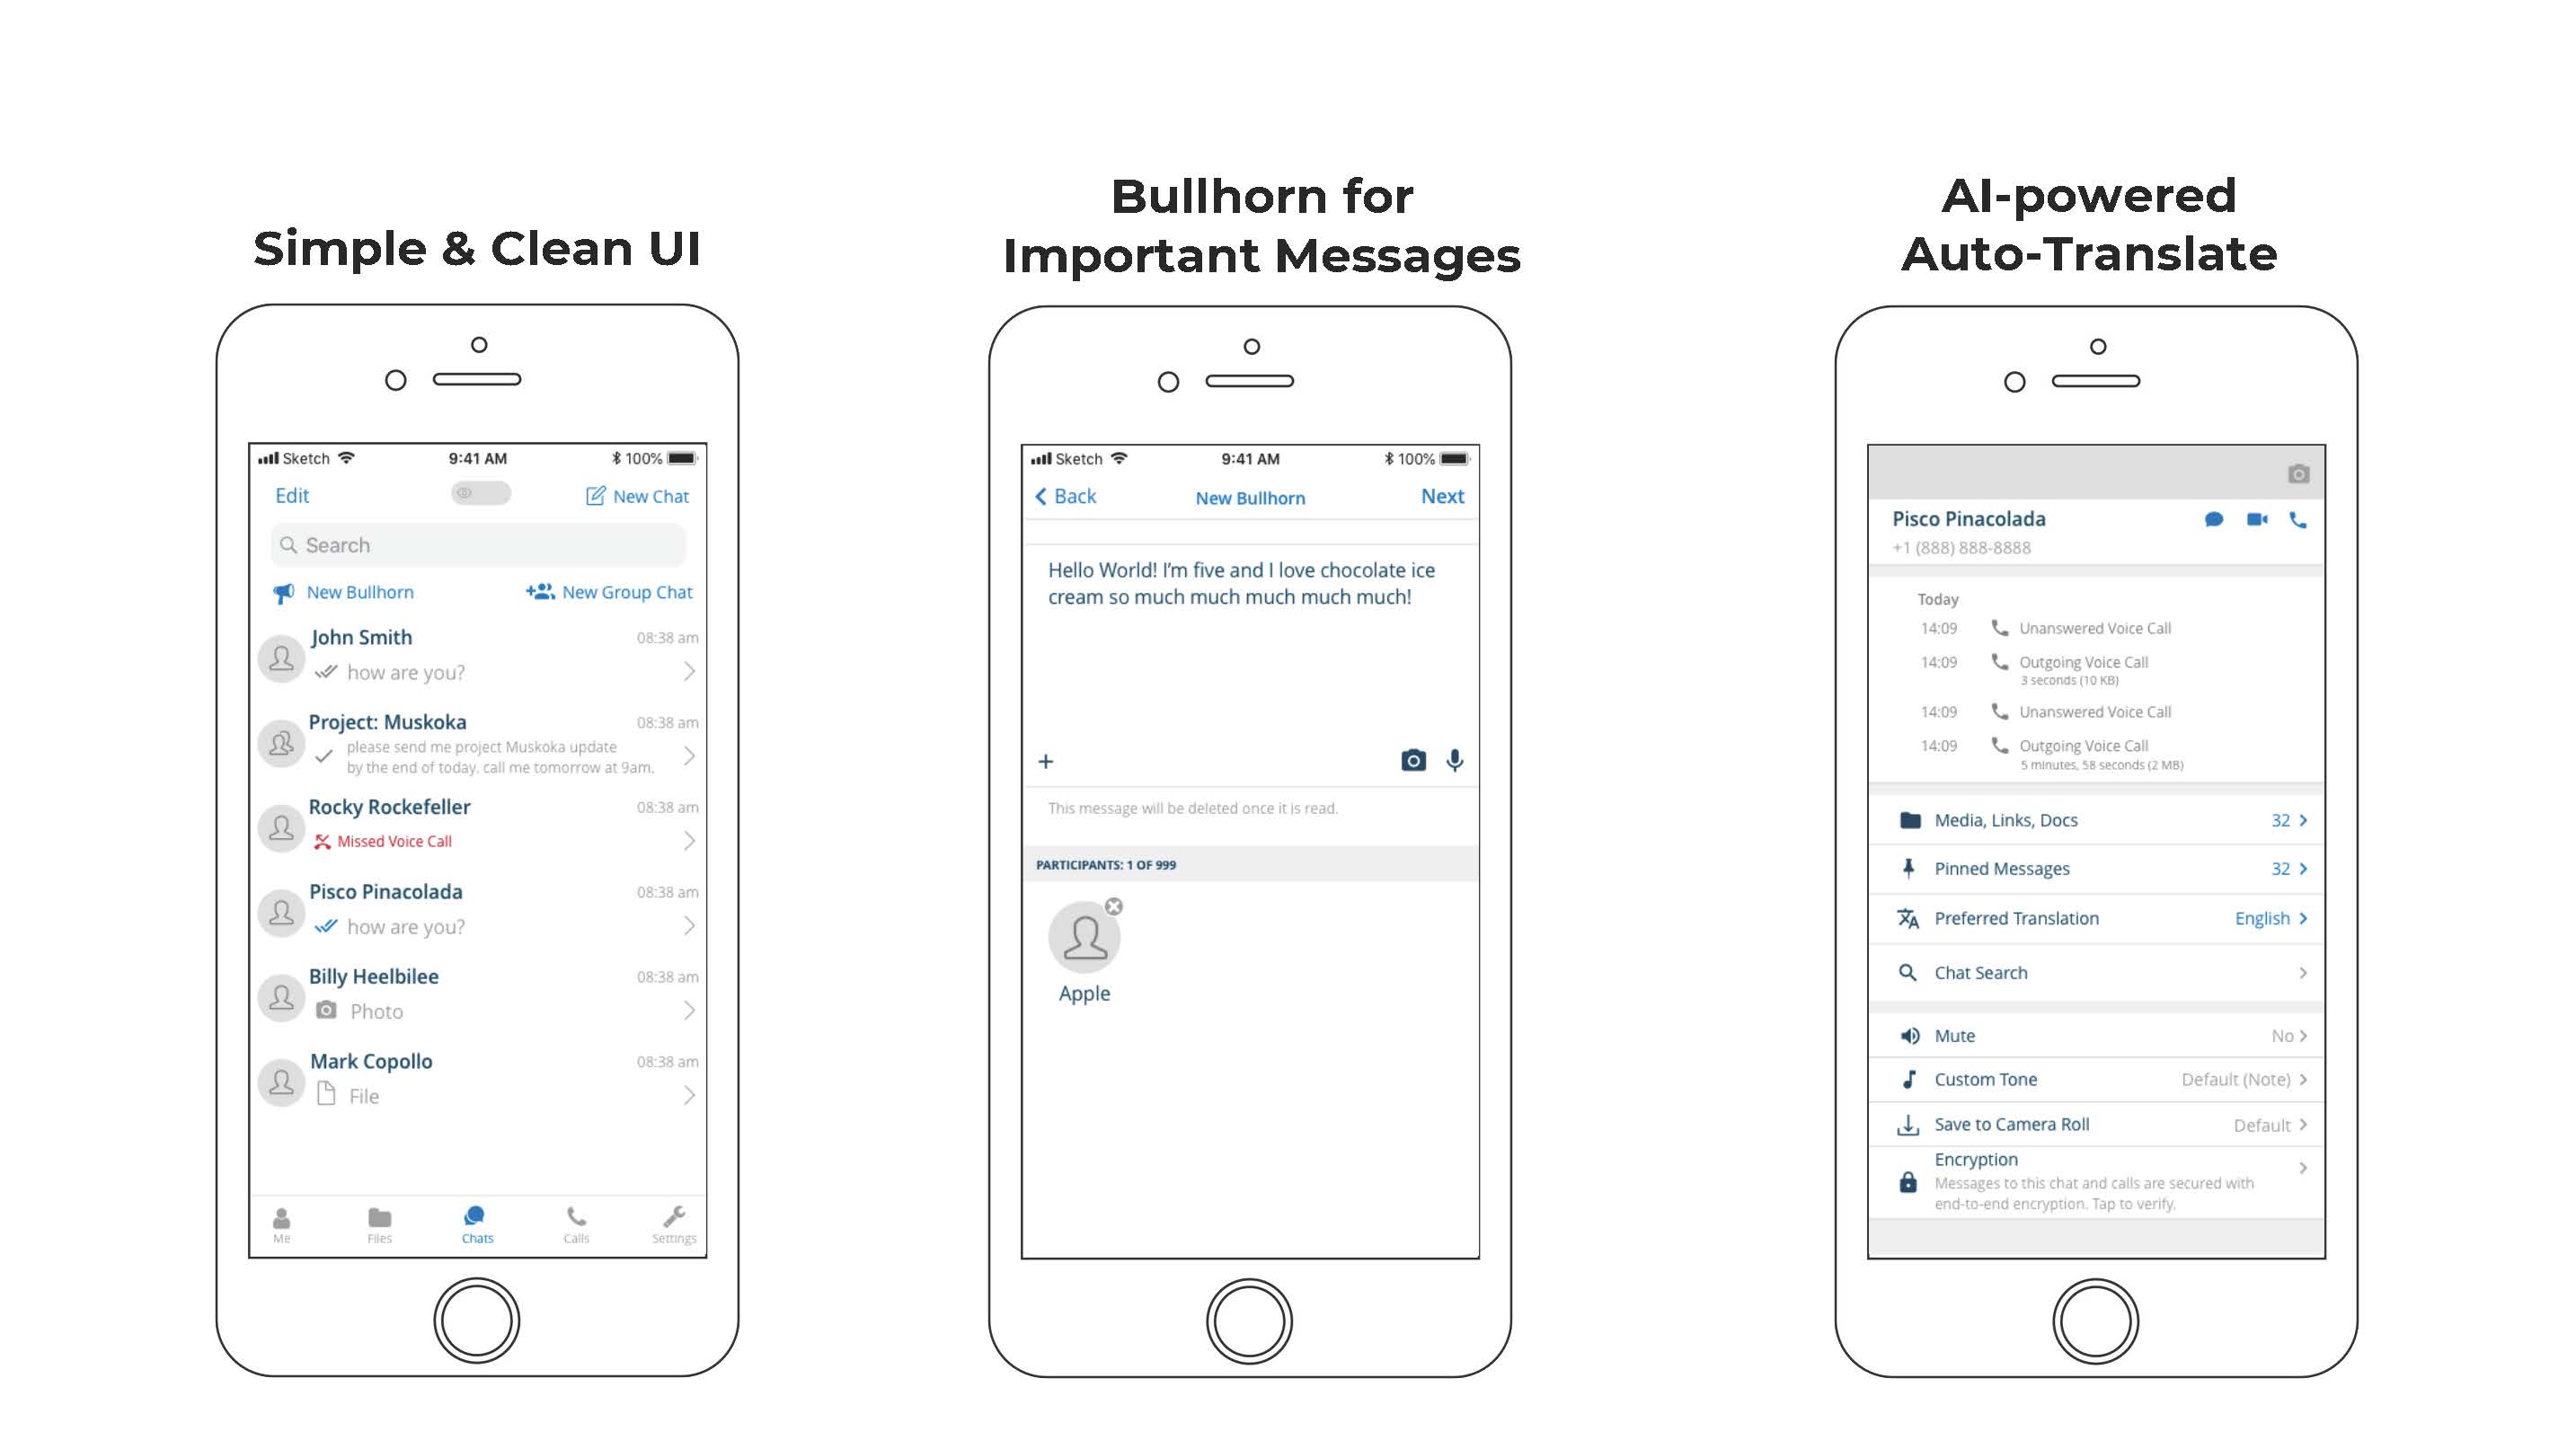 Simple & Clean UI
Sketch 9:41 AM 100%
Edit New Chat
Search
New Bullhorn New Group Chat
John Smith 08:38 am
how are you?
Project: Muskoka 08:38 am
please send me project Muskoka update
by the end of today. call me tomorrow at 9am.
Rocky Rockefeller 08:38 am
Missed Voice Call
Pisco Pinacolada 08:38 am
how are you?
Billy Heelbilee 08:38 am
Photo
Mark Copollo 08:38 am
File
Me Files Chats Calls Settings
Bullhorn for
Important Messages
Sketch 9:41 AM 100%
Back New Bullhorn Next
Hello World! I'm five and I love chocolate ice
cream so much much much much much!
+
This message will be deleted once it is read.
PARTICIPANTS: 1 OF 999
Apple
AI-powered
Auto-Translate
Pisco Pinacolada
+1 (888) 888-8888
Today
14:09 Unanswered Voice Call
14:09 Outgoing Voice Call
3 seconds (10 KB)
14:09 Unanswered Voice Call
14:09 Outgoing Voice Call
5 minutes, 58 seconds (2 MB)
Media, Links, Docs 32
Pinned Messages 32
Preferred Translation English
Chat Search
Mute No
Custom Tone Default (Note)
Save to Camera Roll Default
Encryption
Messages to this chat and calls are secured with
end-to-end encryption. Tap to verify.